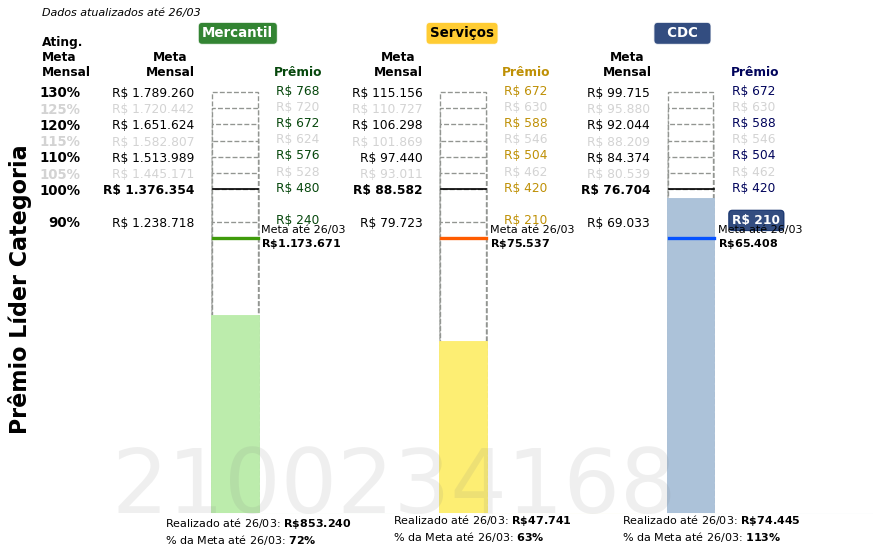 Dados atualizados até 26/03
Mercantil Serviços CDC
Ating.
Meta Meta Meta Meta
Mensal Mensal Prêmio Mensal Prêmio Mensal Prêmio
130% R$ 1.789.260 R$ 768 R$ 115.156 R$ 672 R$ 99.715 R$ 672
125% R$ 1.720.442 R$ 720 R$ 110.727 R$ 630 R$ 95.880 R$ 630
120% R$ 1.651.624 R$ 672 R$ 106.298 R$ 588 R$ 92.044 R$ 588
115% R$ 1.582.807 R$ 624 R$ 101.869 R$ 546 R$ 88.209 R$ 546
110% R$ 1.513.989 R$ 576 R$ 97.440 R$ 504 R$ 84.374 R$ 504
105% R$ 1.445.171 R$ 528 R$ 93.011 R$ 462 R$ 80.539 R$ 462
100% R$ 1.376.354 R$ 480 R$ 88.582 R$ 420 R$ 76.704 R$ 420
90% R$ 1.238.718 R$ 240 R$ 79.723 R$ 210 R$ 69.033 R$ 210
Meta até 26/03 Meta até 26/03 Meta até 26/03
R$1.173.671 R$75.537 R$65.408
Prêmio Líder Categoria
2100234168
Realizado até 26/03: R$853.240 Realizado até 26/03: R$47.741 Realizado até 26/03: R$74.445
% da Meta até 26/03: 72% % da Meta até 26/03: 63% % da Meta até 26/03: 113%